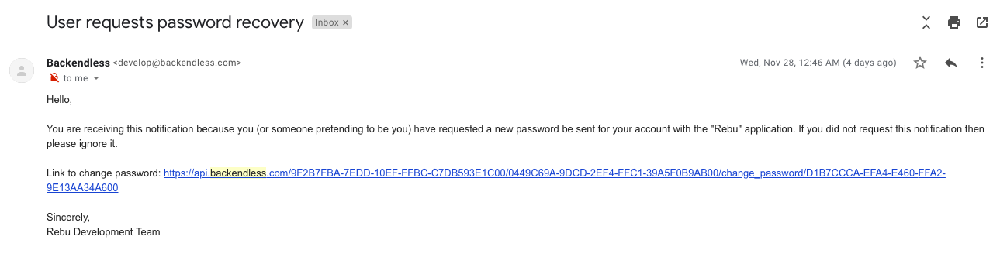 User requests password recovery Inbox ×
Backendless <develop@backendless.com> Wed, Nov 28, 12:46 AM (4 days ago)
to me
Hello,
You are receiving this notification because you (or someone pretending to be you) have requested a new password be sent for your account with the "Rebu" application. If you did not request this notification then
please ignore it.
Link to change password: https://api.backendless.com/9F2B7FBA-7EDD-10EF-FFBC-C7DB593E1C00/0449C69A-9DCD-2EF4-FFC1-39A5F0B9AB00/change_password/D1B7CCCA-EFA4-E460-FFA2-
9E13AA34A600
Sincerely,
Rebu Development Team